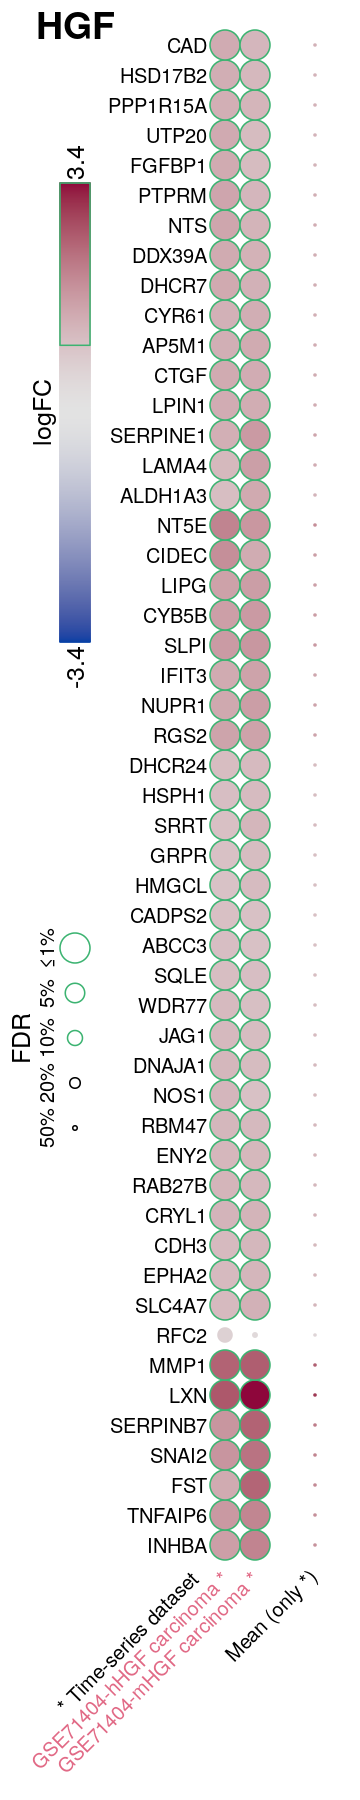 HGF
CAD
HSD17B2
PPP1R15A
UTP20
FGFBP1
PTPRM
NTS
DDX39A
DHCR7
CYR61
AP5M1
CTGF
LPIN1
SERPINE1
LAMA4
ALDH1A3
NT5E
CIDEC
LIPG
CYB5B
SLPI
IFIT3
NUPR1
RGS2
DHCR24
HSPH1
SRRT
GRPR
HMGCL
CADPS2
ABCC3
SQLE
WDR77
JAG1
DNAJA1
NOS1
RBM47
ENY2
RAB27B
CRYL1
CDH3
EPHA2
SLC4A7
RFC2
MMP1
LXN
SERPINB7
SNAI2
FST
TNFAIP6
INHBA
3.4
logFC
-3.4
FDR
50% 20% 10% 5% ≤1%
* Time-series dataset
GSE71404-hHGF carcinoma *
GSE71404-mHGF carcinoma *
Mean (only *)